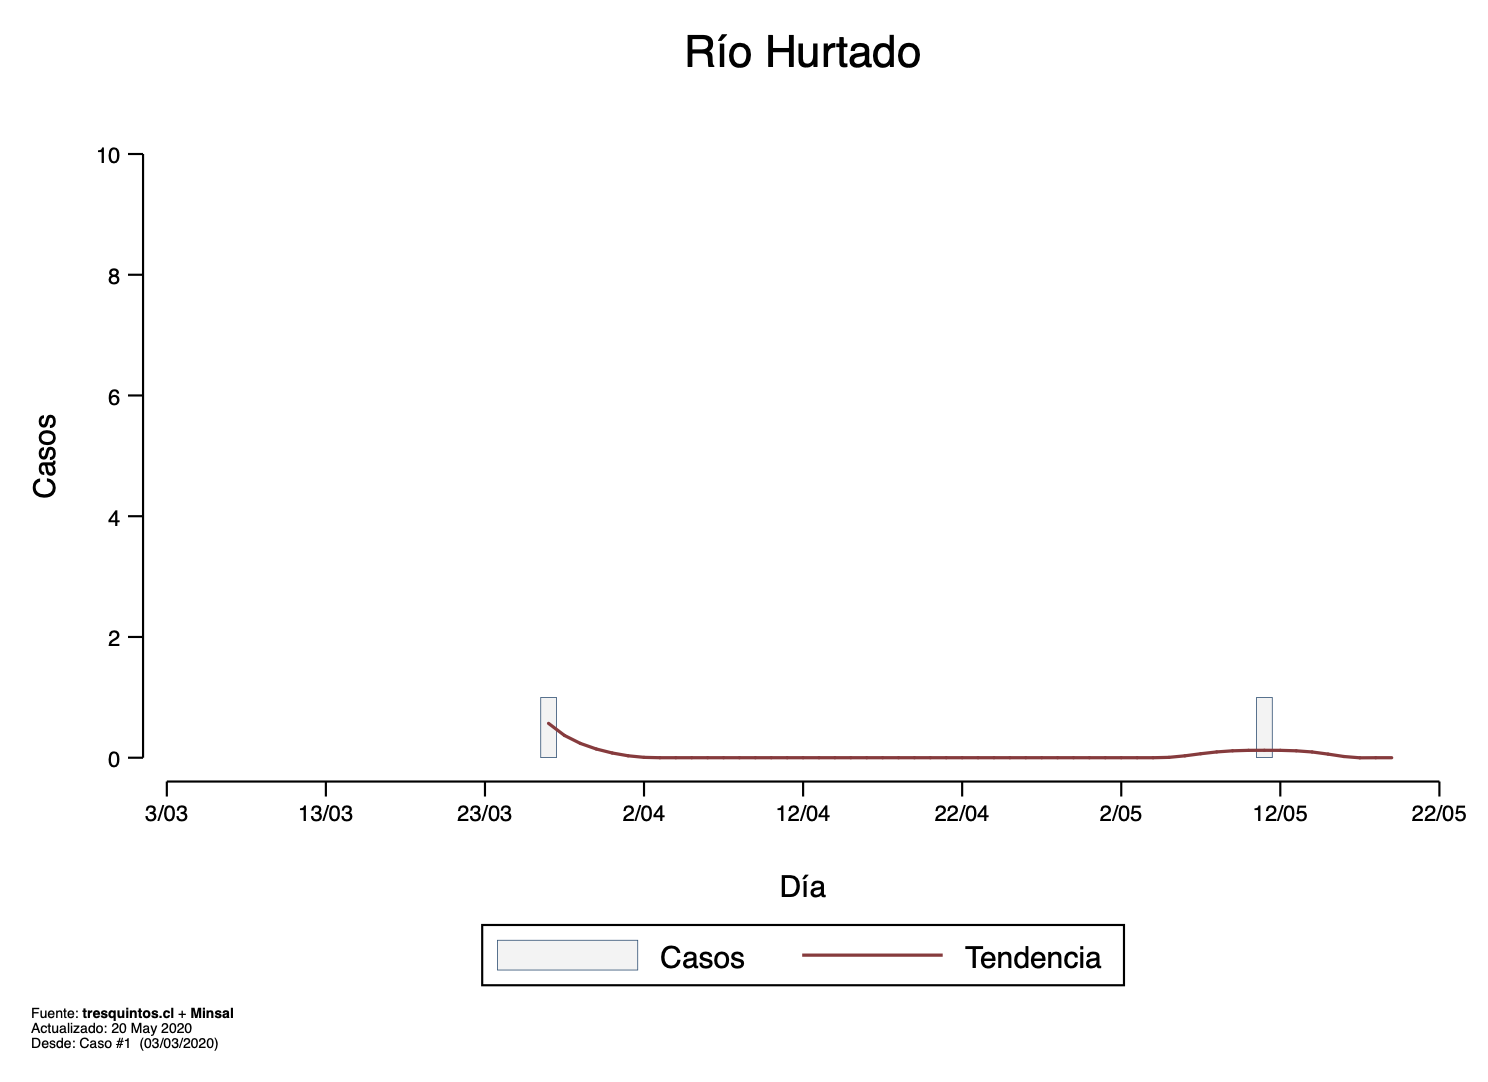 Río Hurtado
10
8
6
4
2
0
Casos
3/03 13/03 23/03 2/04 12/04 22/04 2/05 12/05 22/05
Día
Casos Tendencia
Fuente: tresquintos.cl + Minsal
Actualizado: 20 May 2020
Desde: Caso #1 (03/03/2020)